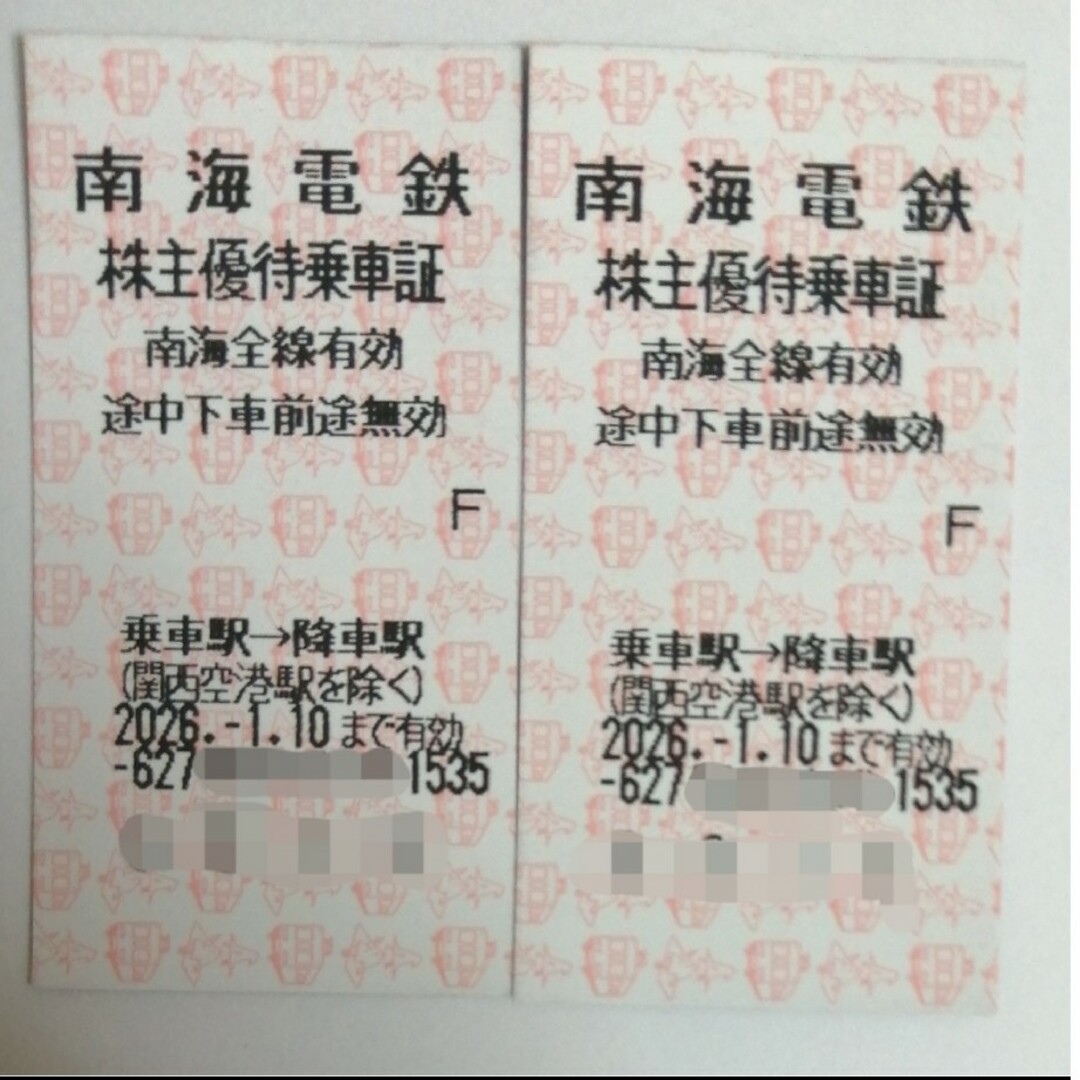 南海電鉄
株主優待乗車証
南海全線有効
途中下車前途無効
F
乗車駅→降車駅
(関西空港駅を除く)
2026.-1.10まで有効
-627 1535
南海電鉄
株主優待乗車証
南海全線有効
途中下車前途無効
F
乗車駅→降車駅
(関西空港駅を除く)
2026.-1.10まで有効
-627 1535